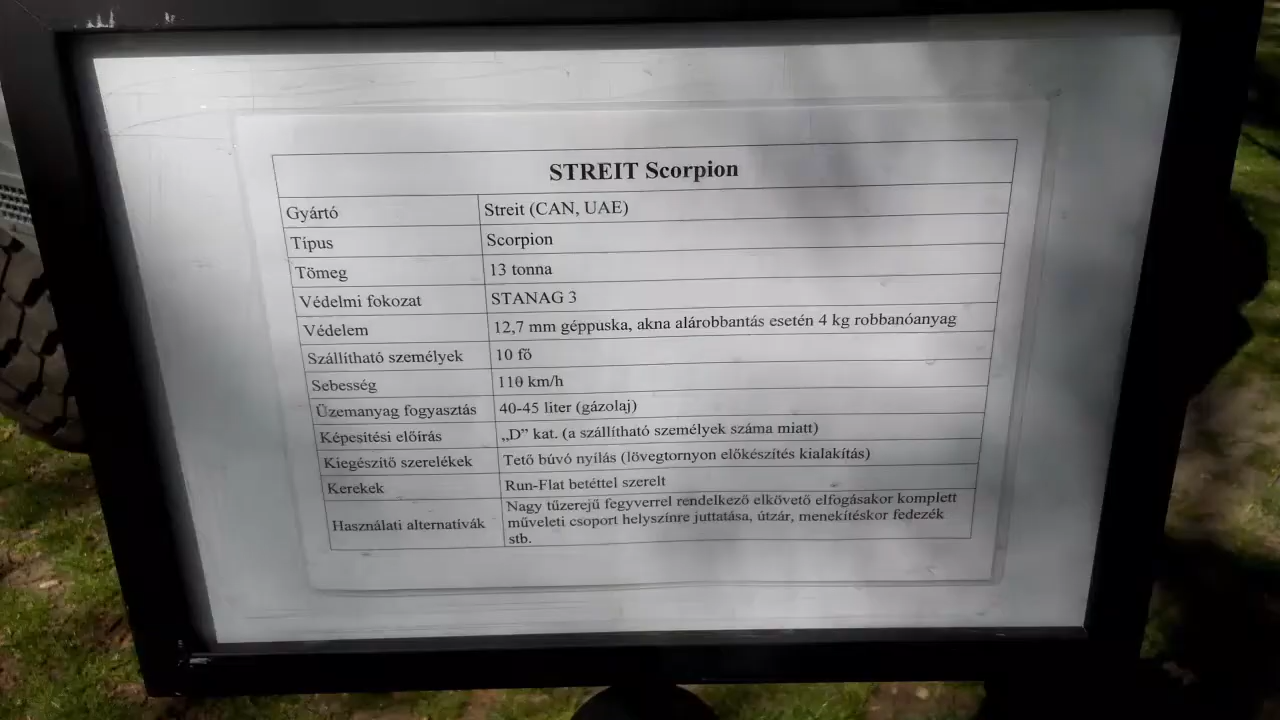 STREIT Scorpion
Gyártó Streit (CAN, UAE)
Típus Scorpion
Tömeg 13 tonna
Védelmi fokozat STANAG 3
Védelem 12,7 mm géppuska, akna alárobbantás esetén 4 kg robbanóanyag
Szállítható személyek 10 fő
Sebesség 110 km/h
Üzemanyag fogyasztás 40-45 liter (gázolaj)
Képesítési előírás „D” kat. (a szállítható személyek száma miatt)
Kiegészítő szerelékek Tető búvó nyílás (lövegtornyon előkészítés kialakítás)
Kerekek Run-Flat betéttel szerelt
Használati alternatívák Nagy tűzerejű fegyverrel rendelkező elkövető elfogásakor komplett
műveleti csoport helyszínre juttatása, útzár, menekítéskor fedezék
stb.